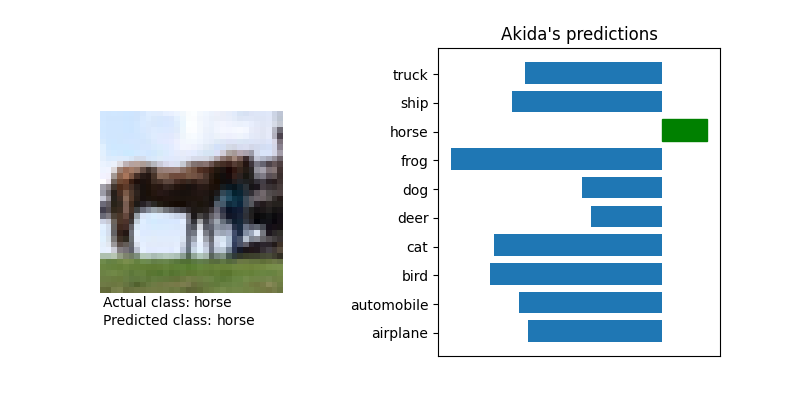 Akida's predictions
truck
ship
horse
frog
dog
deer
cat
bird
automobile
airplane
Actual class: horse
Predicted class: horse